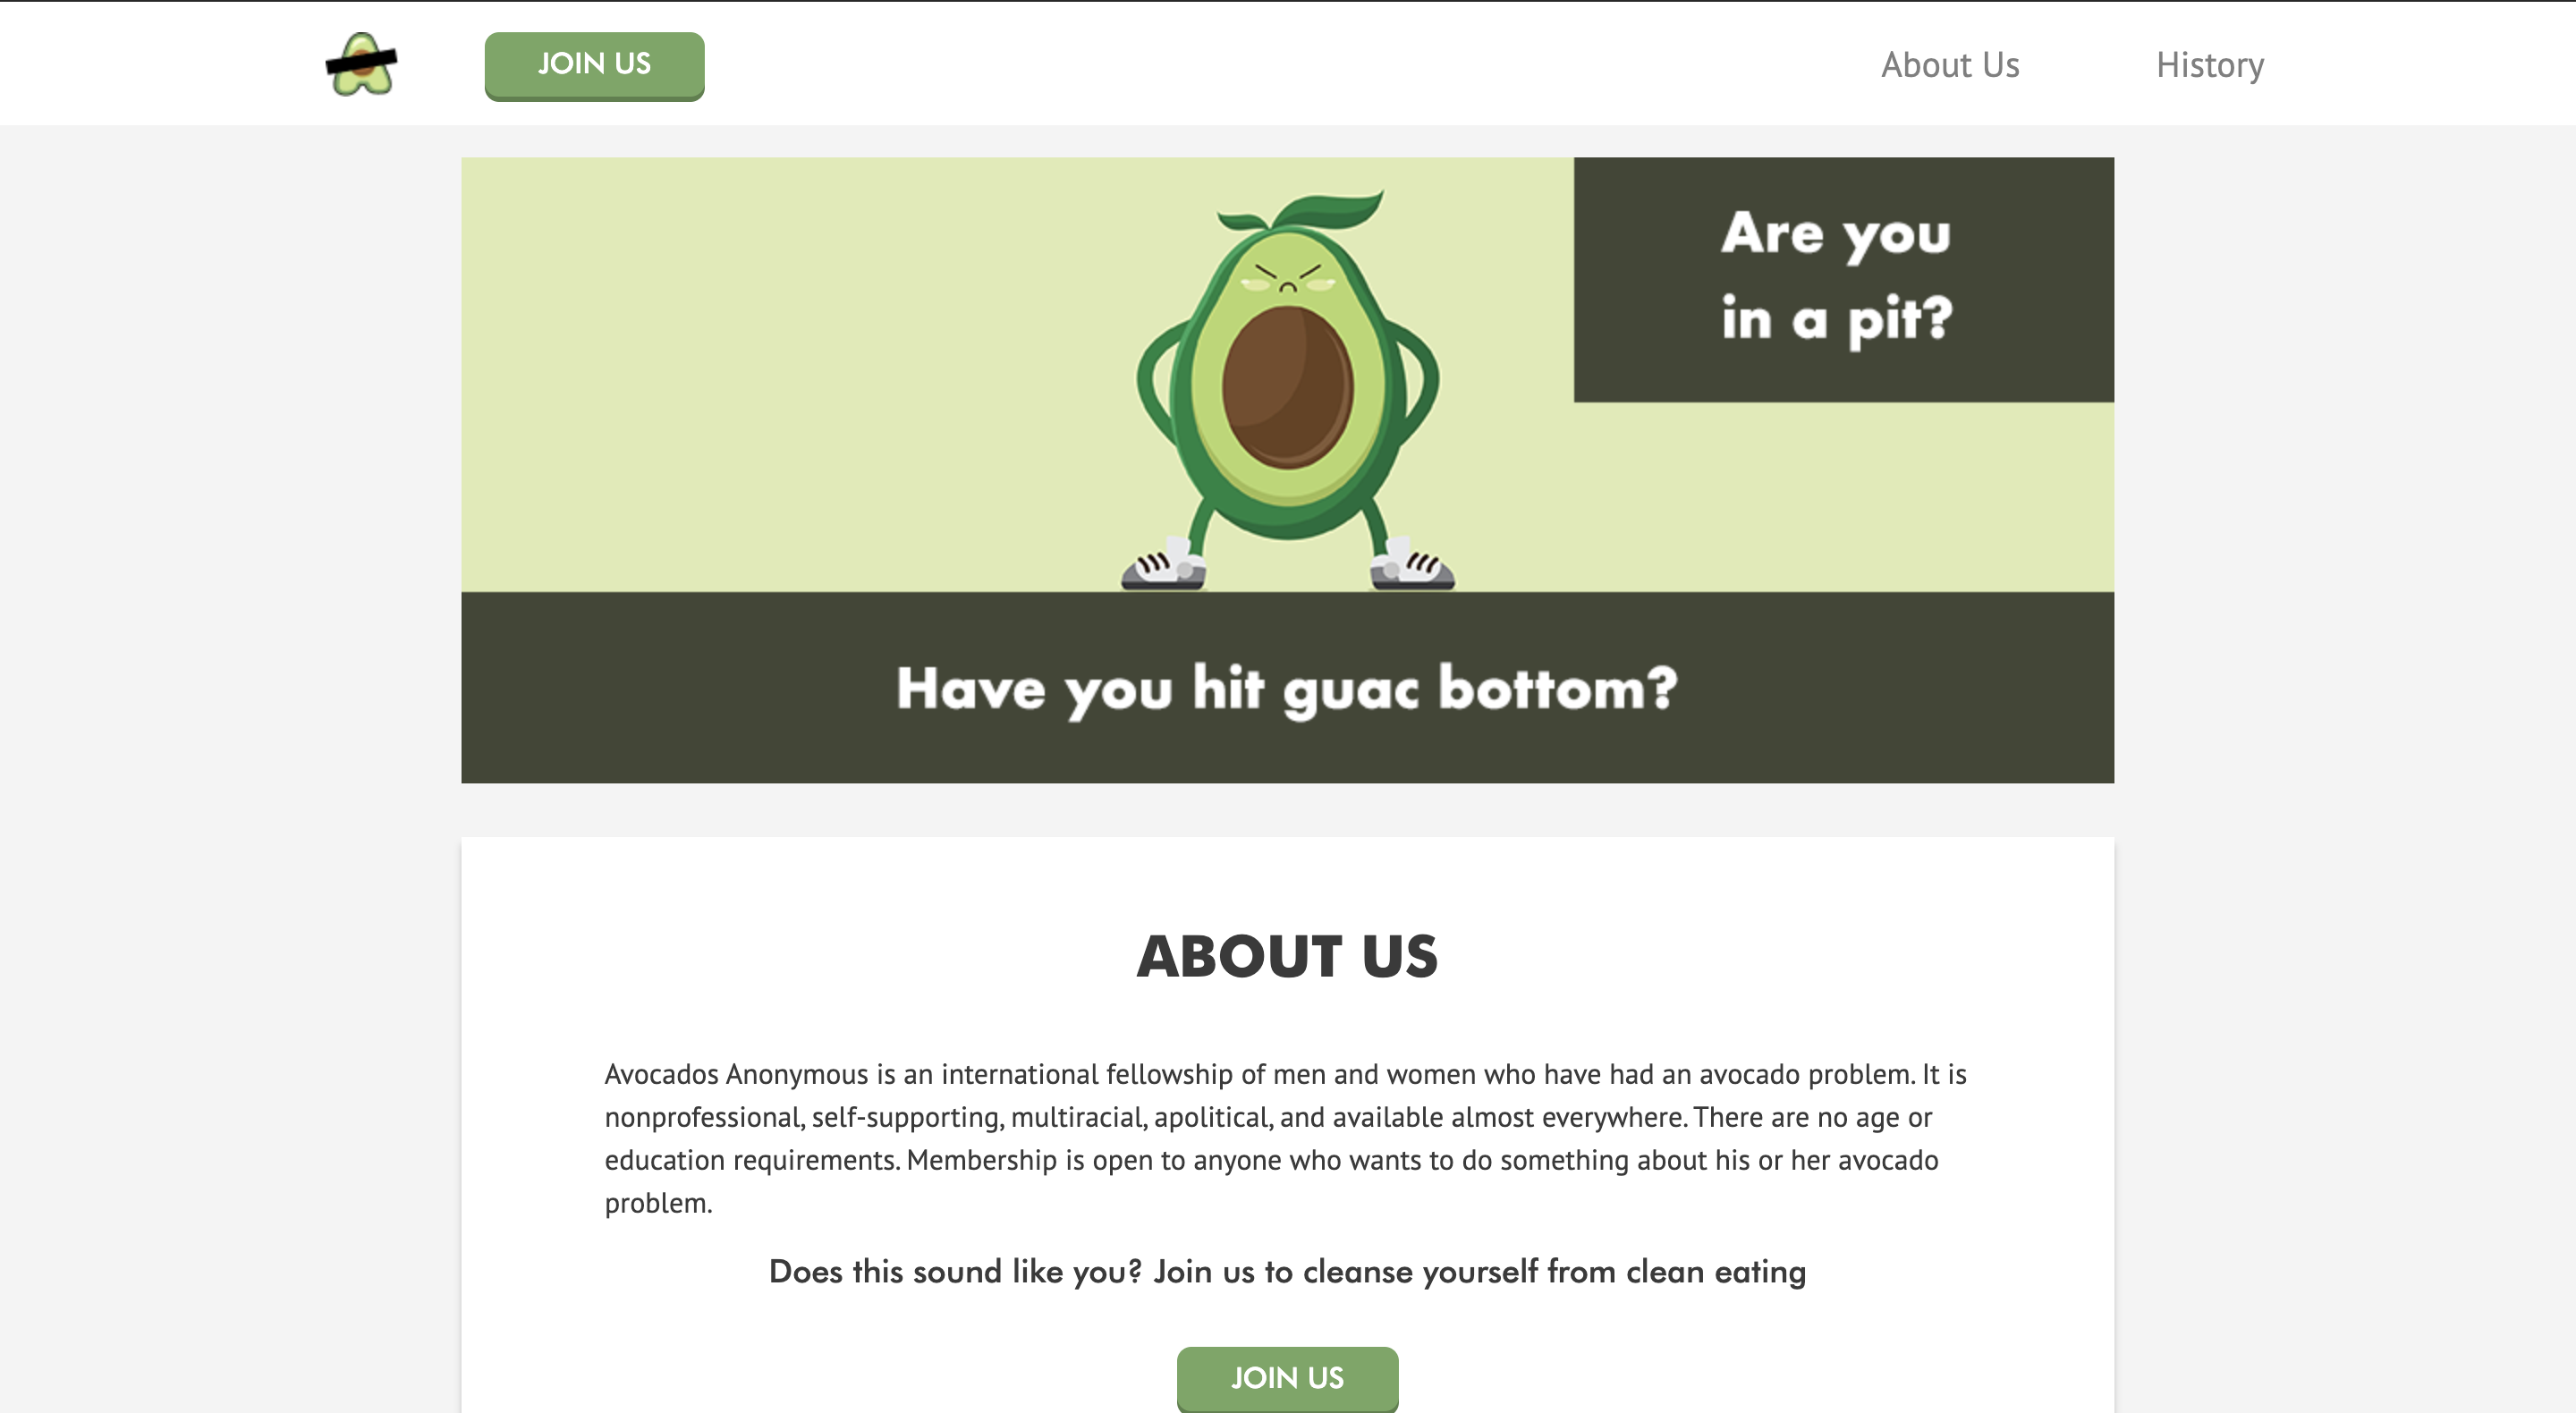 JOIN US
About Us
History
Are you
in a pit?
Have you hit guac bottom?
ABOUT US
Avocados Anonymous is an international fellowship of men and women who have had an avocado problem. It is
nonprofessional, self-supporting, multiracial, apolitical, and available almost everywhere. There are no age or
education requirements. Membership is open to anyone who wants to do something about his or her avocado
problem.
Does this sound like you? Join us to cleanse yourself from clean eating
JOIN US